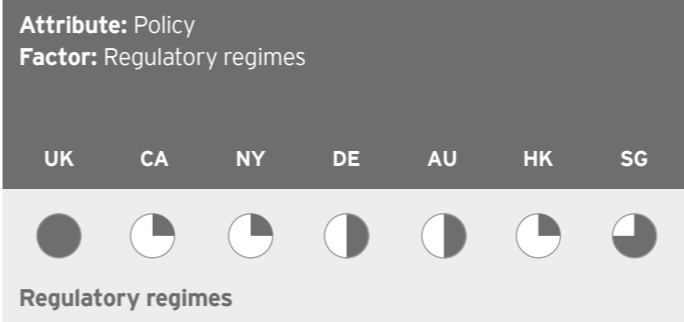 Attribute: Policy
Factor: Regulatory regimes
UK CA NY DE AU HK SG
Regulatory regimes